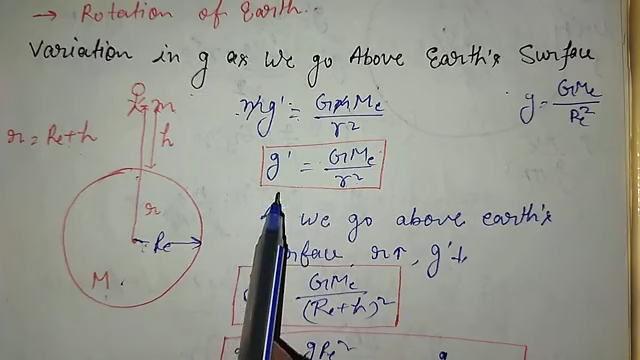 → Rotation of Earth.
Variation in g as we go Above Earth's Surface
m
h
r = Re+h
r
Re
M
mg' = GmMe/r²
g = GMe/Re²
g' = GMe/r²
we go above earth's
r↑, g'↓
GMe/(Re+h)²
gRe²